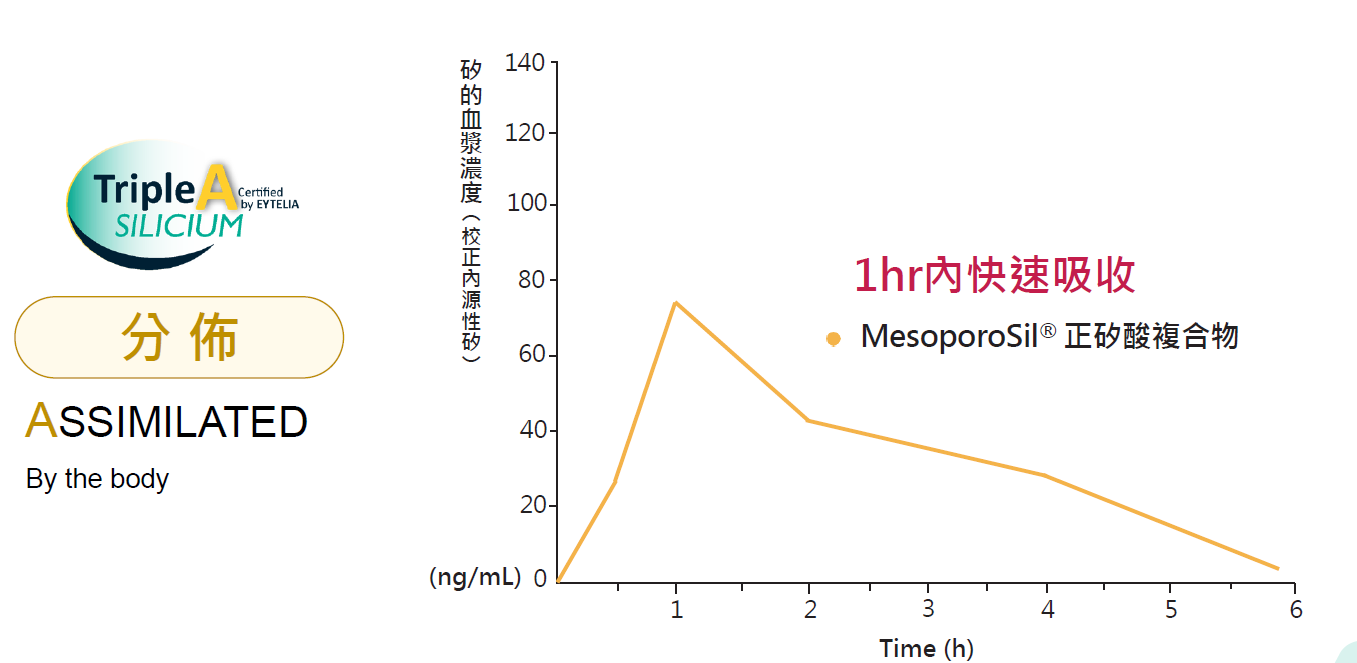 TripleA Certified by EYTELIA
SILICIUM
分佈
ASSIMILATED
By the body
矽的血漿濃度（校正內源性矽）
140
120
100
80
60
40
20
(ng/mL) 0
1hr內快速吸收
MesoporoSil® 正矽酸複合物
1 2 3 4 5 6
Time (h)